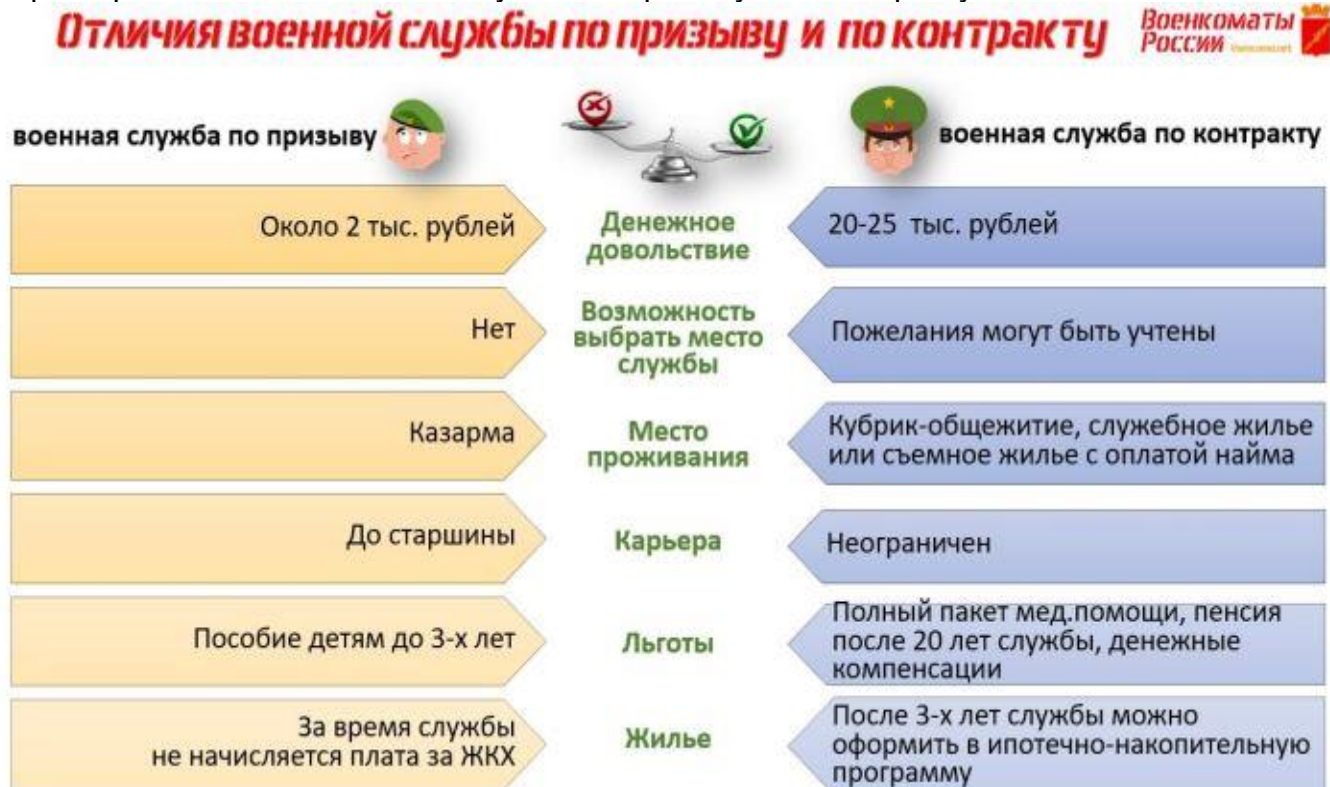 Отличия военной службы по призыву и по контракту
Военкоматы
России
военная служба по призыву
военная служба по контракту
Около 2 тыс. рублей
Денежное
довольствие
20-25 тыс. рублей
Нет
Возможность
выбрать место
службы
Пожелания могут быть учтены
Казарма
Место
проживания
Кубрик-общежитие, служебное жилье
или съемное жилье с оплатой найма
До старшины
Карьера
Неограничен
Пособие детям до 3-х лет
Льготы
Полный пакет мед.помощи, пенсия
после 20 лет службы, денежные
компенсации
За время службы
не начисляется плата за ЖКХ
Жилье
После 3-х лет службы можно
оформить в ипотечно-накопительную
программу